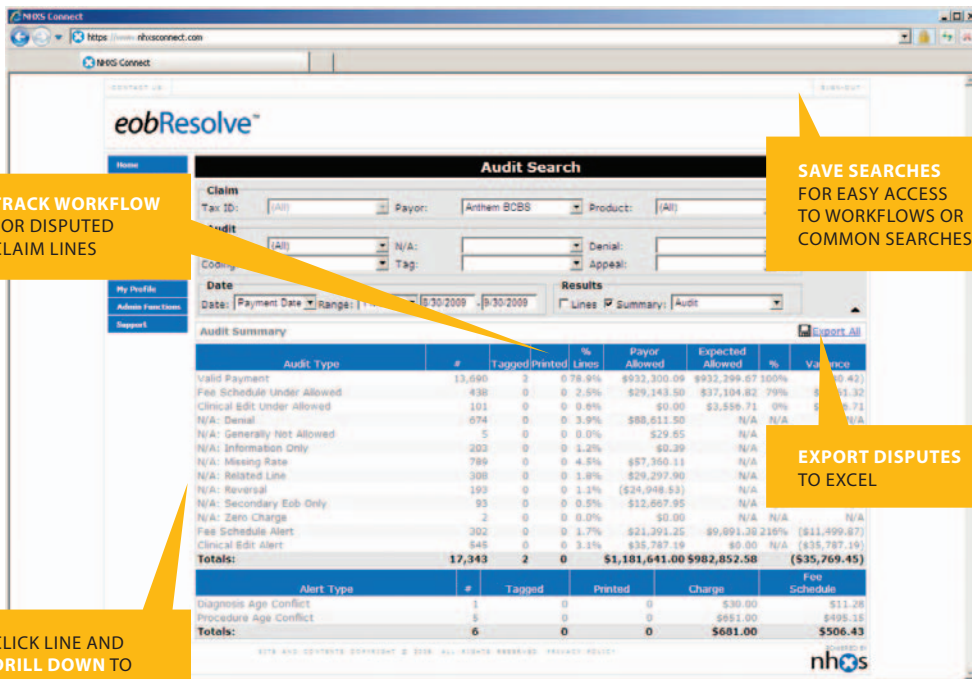 NHXS Connect
https://www.nhxsconnect.com
NHXS Connect
CONTACT US
SIGN-OUT
eobResolve™
Home
Audit Search
Claim
Tax ID: (All) Payor: Anthem BCBS Product: (All)
(All) N/A: Denial:
Coding Tag: Appeal:
Date
Date: Payment Date Range: 8/30/2009 - 9/30/2009
Results
Lines Summary: Audit
My Profile
Admin Functions
Support
Audit Summary
Export All
Audit Type # Tagged Printed % Lines Payor Allowed Expected Allowed %
Valid Payment 13,690 2 0 78.9% $932,300.09 $932,299.67 100%
Fee Schedule Under Allowed 438 0 0 2.5% $29,143.50 $37,104.82 79%
Clinical Edit Under Allowed 101 0 0 0.6% $0.00 $3,556.71 0%
N/A: Denial 674 0 0 3.9% $88,611.50 N/A N/A N/A
N/A: Generally Not Allowed 5 0 0 0.0% $29.65 N/A
N/A: Information Only 203 0 0 1.2% $0.39 N/A
N/A: Missing Rate 789 0 0 4.5% $57,360.11 N/A
N/A: Related Line 308 0 0 1.8% $29,297.90 N/A
N/A: Reversal 193 0 0 1.1% ($24,948.53) N/A
N/A: Secondary Eob Only 93 0 0 0.5% $12,667.95 N/A
N/A: Zero Charge 2 0 0 0.0% $0.00 N/A N/A N/A
Fee Schedule Alert 302 0 0 1.7% $21,391.25 $9,891.38 216% ($11,499.87)
Clinical Edit Alert 545 0 0 3.1% $35,787.19 $0.00 N/A ($35,787.19)
Totals: 17,343 2 0 $1,181,641.00 $982,852.58 ($35,769.45)
Alert Type # Tagged Printed Charge Fee Schedule
Diagnosis Age Conflict 1 0 0 $30.00 $11.28
Procedure Age Conflict 5 0 0 $651.00 $495.15
Totals: 6 0 0 $681.00 $506.43
ALL RIGHTS RESERVED PRIVACY POLICY
POWERED BY
nhxs
TRACK WORKFLOW
FOR DISPUTED
CLAIM LINES
SAVE SEARCHES
FOR EASY ACCESS
TO WORKFLOWS OR
COMMON SEARCHES
EXPORT DISPUTES
TO EXCEL
CLICK LINE AND
DRILL DOWN TO